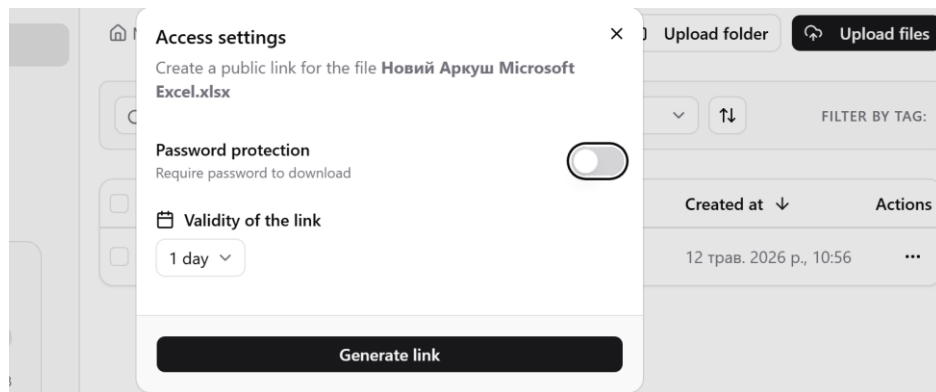 Access settings
Create a public link for the file Новий Аркуш Microsoft
Excel.xlsx
Password protection
Require password to download
Validity of the link
1 day
Generate link
Upload folder
Upload files
FILTER BY TAG:
Created at
Actions
12 трав. 2026 р., 10:56